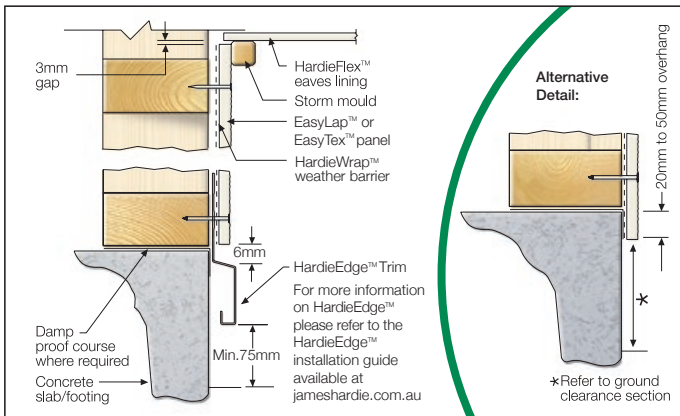 3mm
gap
HardieFlex™
eaves lining
Storm mould
EasyLap™ or
EasyTex™ panel
HardieWrap™
weather barrier
6mm
HardieEdge™ Trim
For more information
on HardieEdge™
please refer to the
HardieEdge™
installation guide
available at
jameshardie.com.au
Min.75mm
Damp
proof course
where required
Concrete
slab/footing
Alternative
Detail:
20mm to 50mm overhang
*
*Refer to ground
clearance section